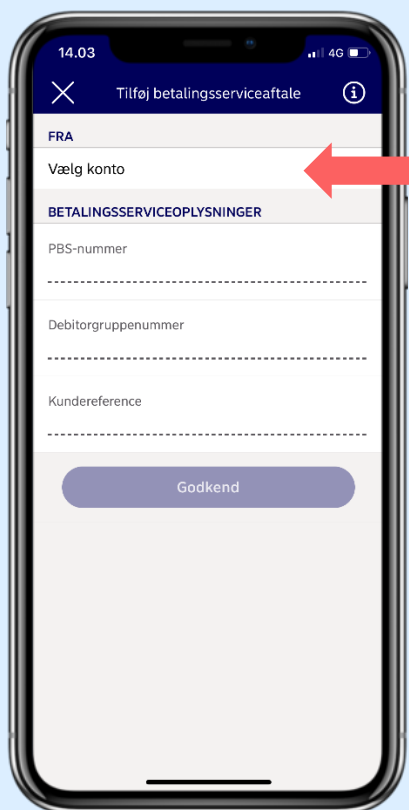 14.03 4G
Tilføj betalingsserviceaftale
FRA
Vælg konto
BETALINGSSERVICEOPLYSNINGER
PBS-nummer
Debitorgruppenummer
Kundereference
Godkend